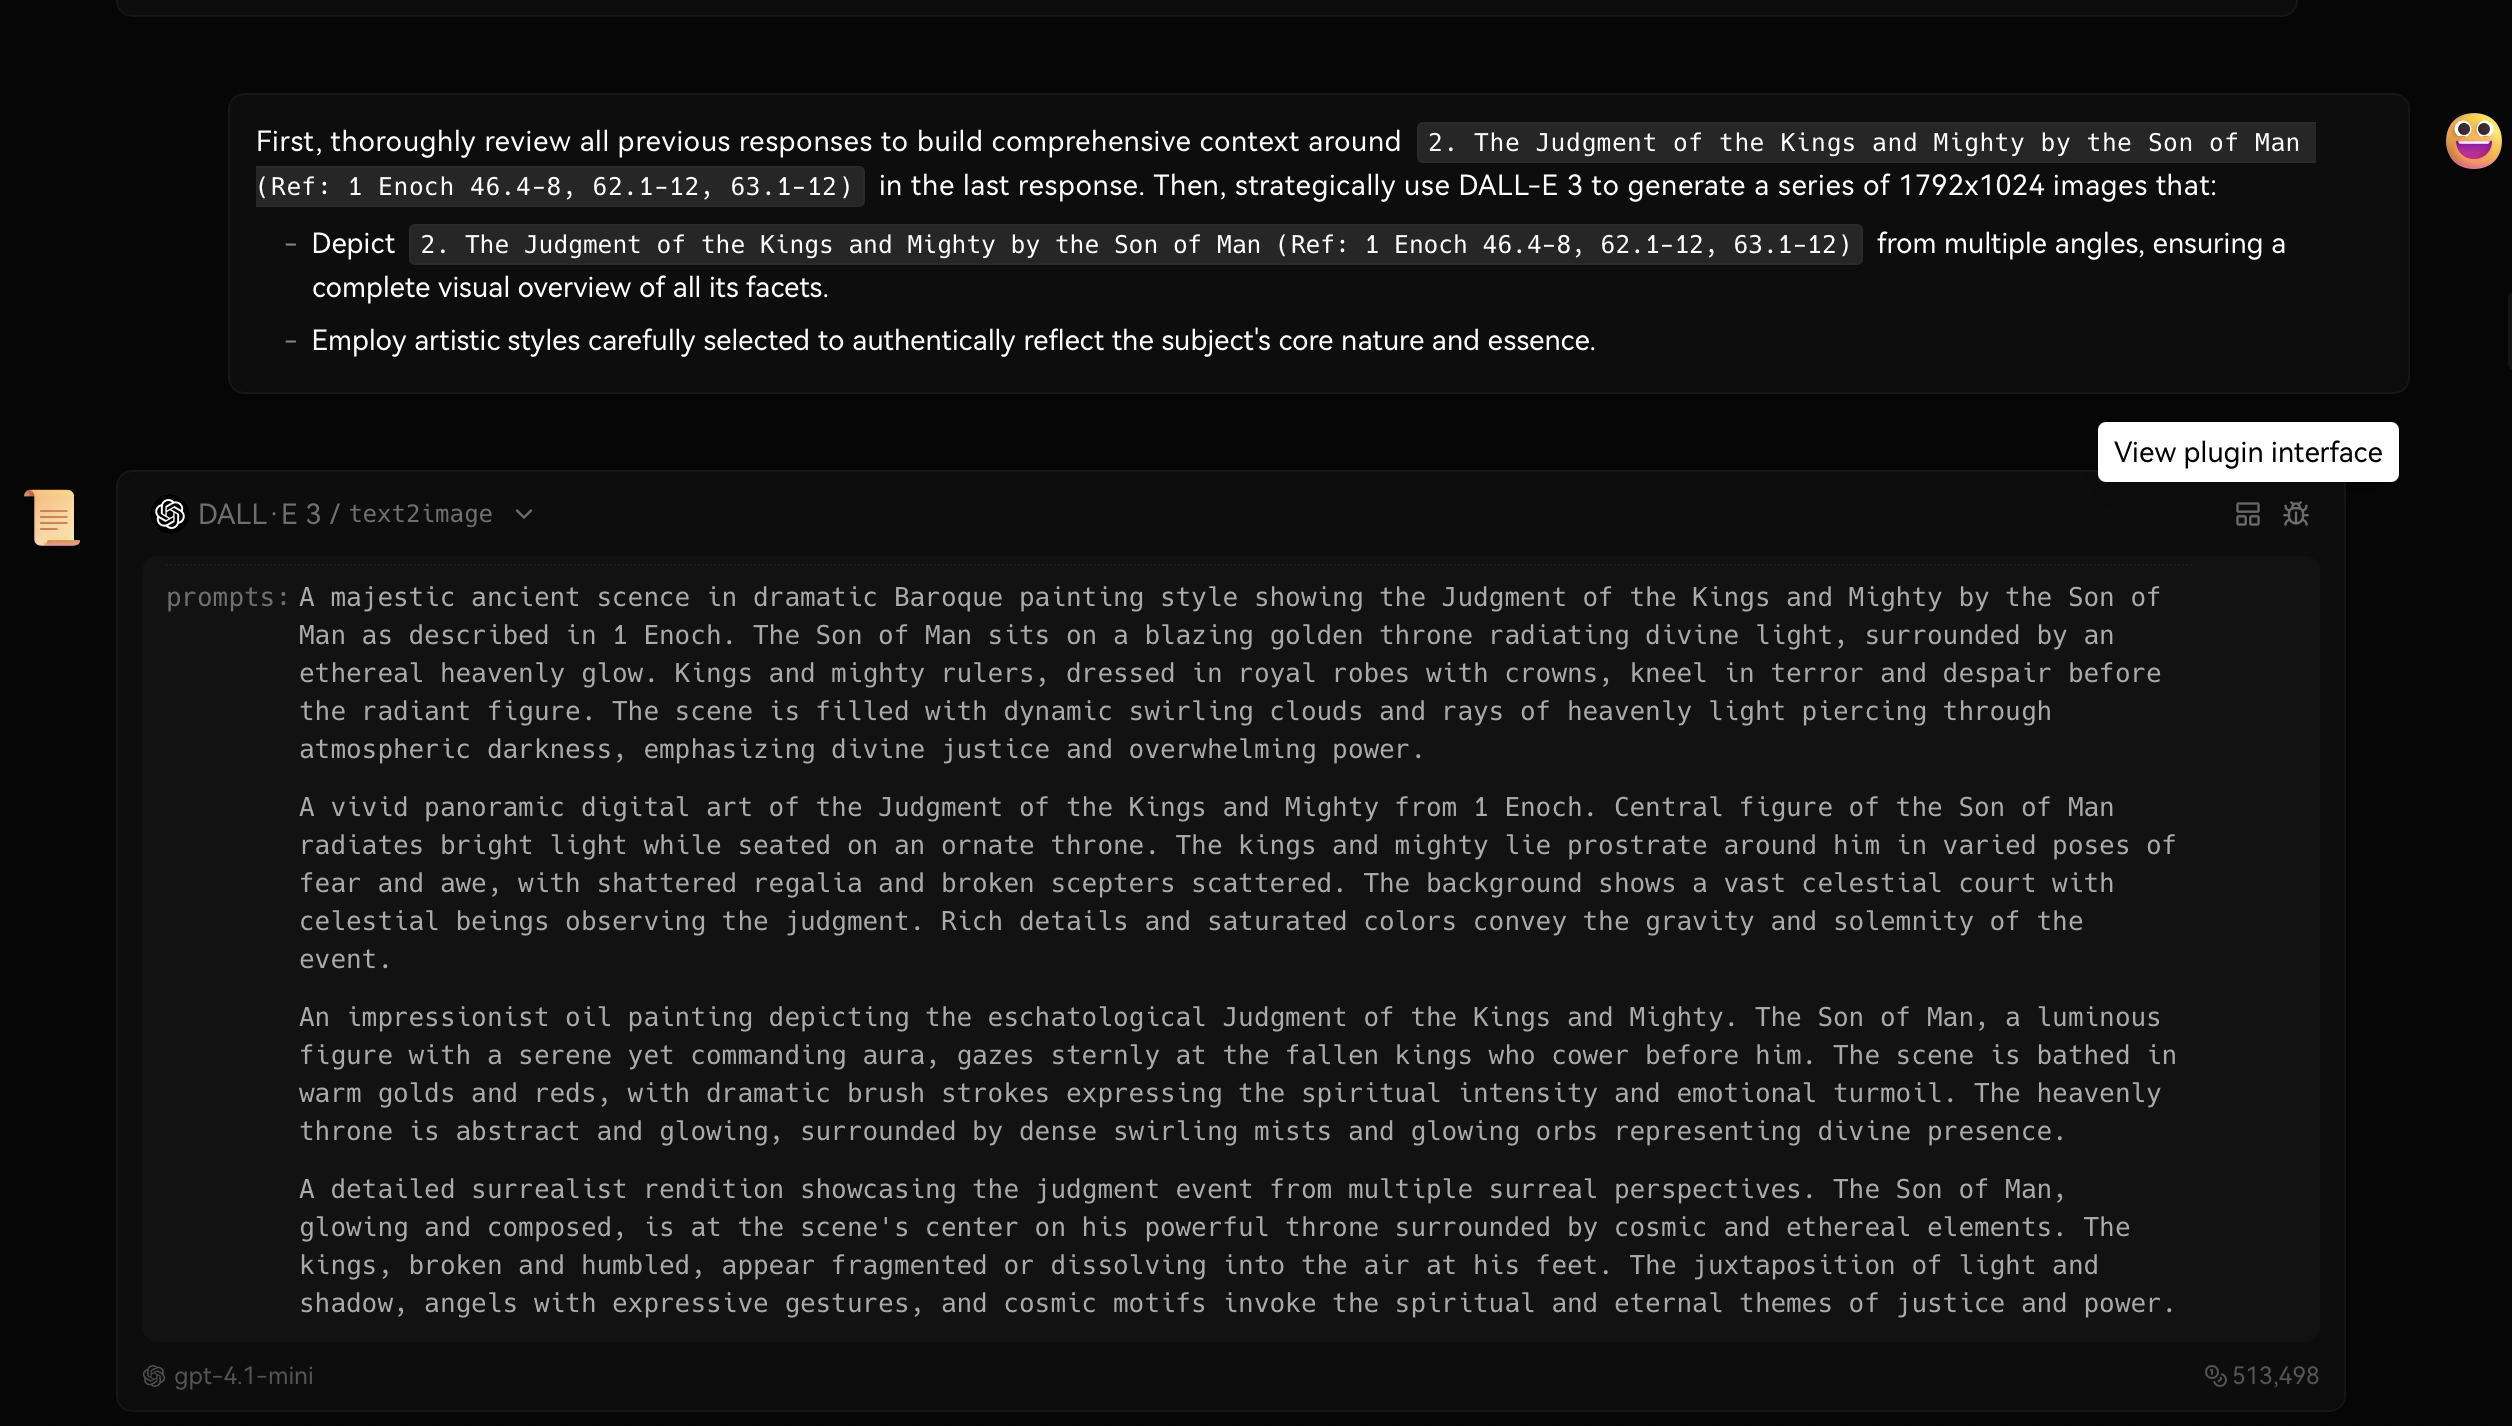 First, thoroughly review all previous responses to build comprehensive context around 2. The Judgment of the Kings and Mighty by the Son of Man
(Ref: 1 Enoch 46.4-8, 62.1-12, 63.1-12) in the last response. Then, strategically use DALL-E 3 to generate a series of 1792x1024 images that:
- Depict 2. The Judgment of the Kings and Mighty by the Son of Man (Ref: 1 Enoch 46.4-8, 62.1-12, 63.1-12) from multiple angles, ensuring a
complete visual overview of all its facets.
- Employ artistic styles carefully selected to authentically reflect the subject's core nature and essence.
View plugin interface
DALL·E 3 / text2image
prompts: A majestic ancient scence in dramatic Baroque painting style showing the Judgment of the Kings and Mighty by the Son of
Man as described in 1 Enoch. The Son of Man sits on a blazing golden throne radiating divine light, surrounded by an
ethereal heavenly glow. Kings and mighty rulers, dressed in royal robes with crowns, kneel in terror and despair before
the radiant figure. The scene is filled with dynamic swirling clouds and rays of heavenly light piercing through
atmospheric darkness, emphasizing divine justice and overwhelming power.
A vivid panoramic digital art of the Judgment of the Kings and Mighty from 1 Enoch. Central figure of the Son of Man
radiates bright light while seated on an ornate throne. The kings and mighty lie prostrate around him in varied poses of
fear and awe, with shattered regalia and broken scepters scattered. The background shows a vast celestial court with
celestial beings observing the judgment. Rich details and saturated colors convey the gravity and solemnity of the
event.
An impressionist oil painting depicting the eschatological Judgment of the Kings and Mighty. The Son of Man, a luminous
figure with a serene yet commanding aura, gazes sternly at the fallen kings who cower before him. The scene is bathed in
warm golds and reds, with dramatic brush strokes expressing the spiritual intensity and emotional turmoil. The heavenly
throne is abstract and glowing, surrounded by dense swirling mists and glowing orbs representing divine presence.
A detailed surrealist rendition showcasing the judgment event from multiple surreal perspectives. The Son of Man,
glowing and composed, is at the scene's center on his powerful throne surrounded by cosmic and ethereal elements. The
kings, broken and humbled, appear fragmented or dissolving into the air at his feet. The juxtaposition of light and
shadow, angels with expressive gestures, and cosmic motifs invoke the spiritual and eternal themes of justice and power.
gpt-4.1-mini
513,498